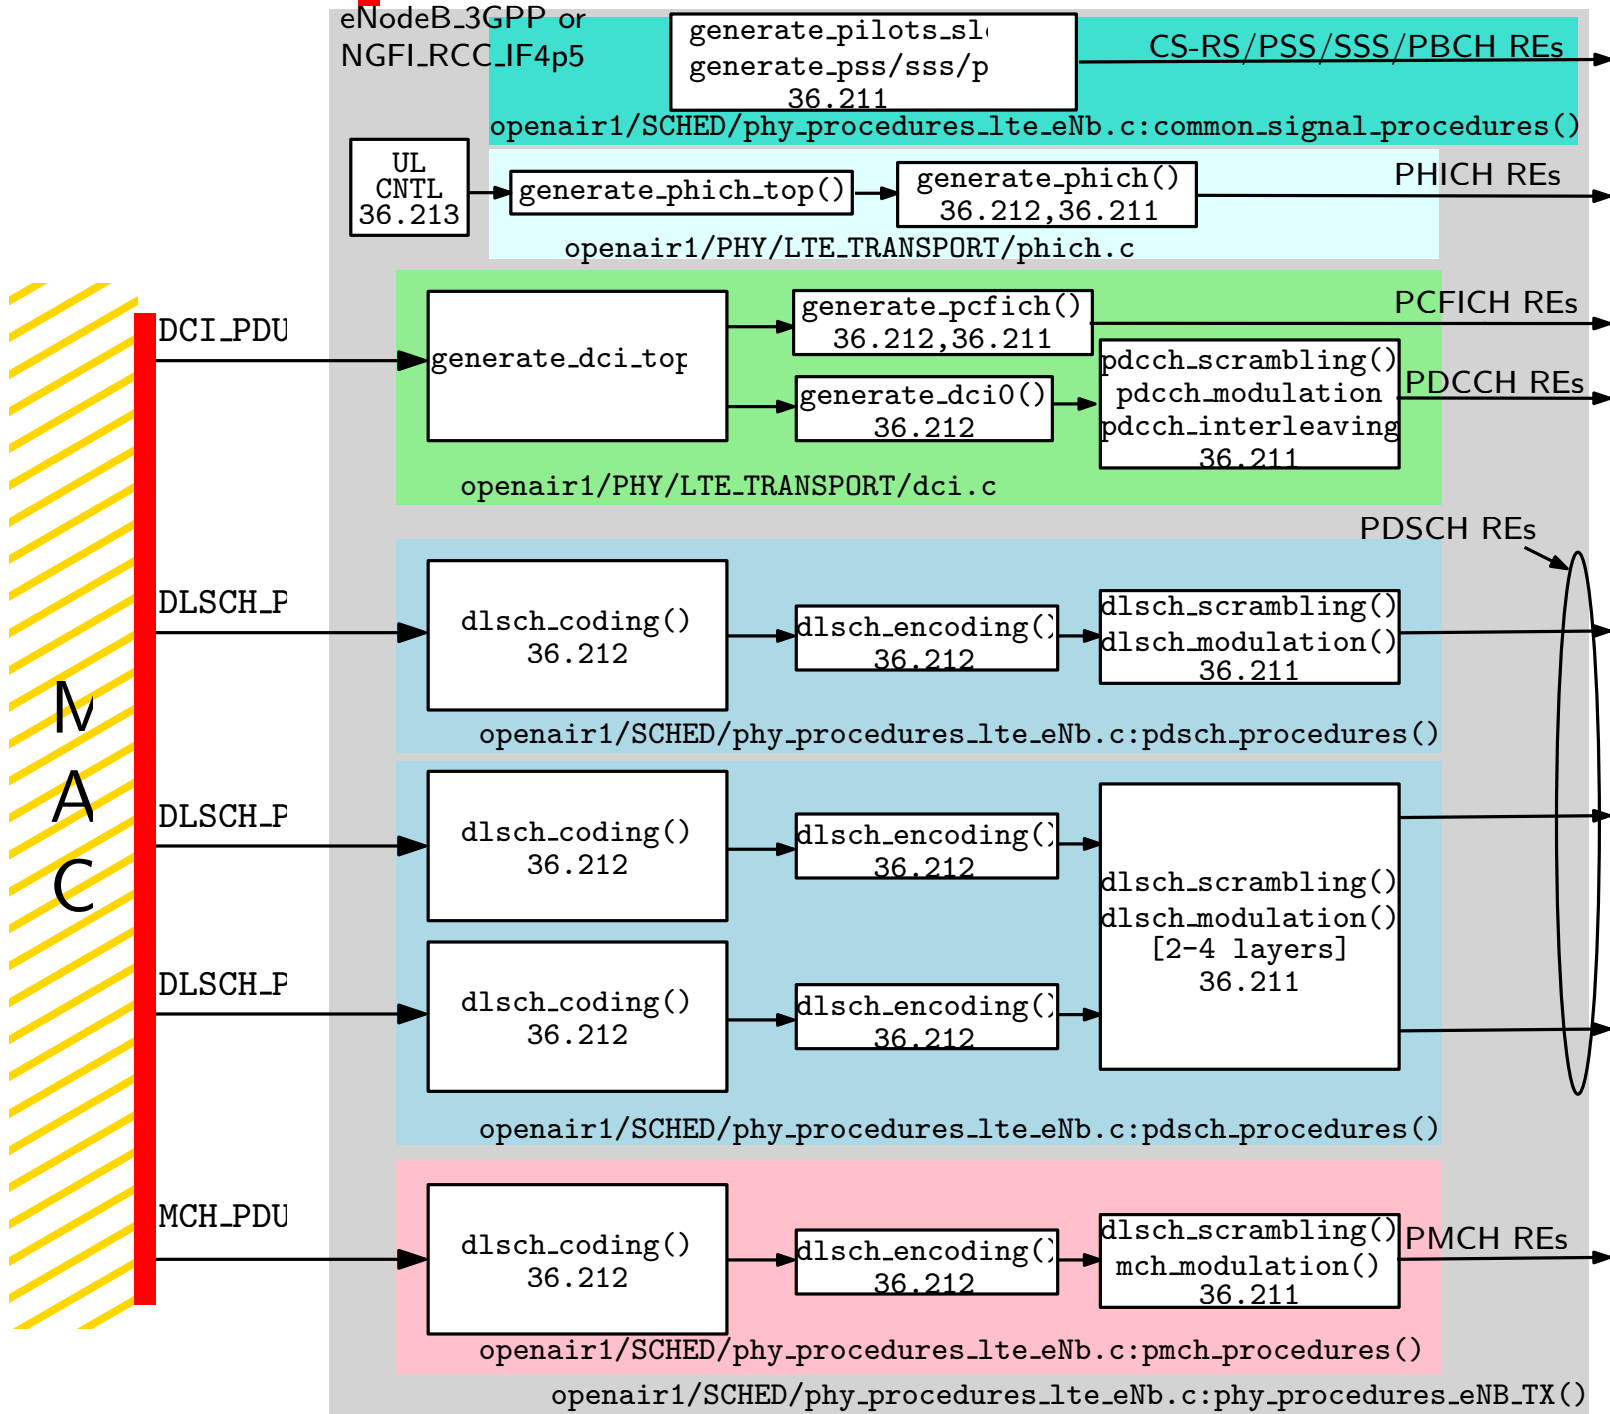 eNodeB_3GPP or
NGFI_RCC_IF4p5
generate_pilots_sl
generate_pss/sss/p
36.211
CS-RS/PSS/SSS/PBCH REs
openair1/SCHED/phy_procedures_lte_eNb.c:common_signal_procedures()
UL
CNTL
36.213
generate_phich_top()
generate_phich()
36.212,36.211
PHICH REs
openair1/PHY/LTE_TRANSPORT/phich.c
DCI_PDU
generate_dci_top
generate_pcfich()
36.212,36.211
PCFICH REs
generate_dci0()
36.212
pdcch_scrambling()
pdcch_modulation
pdcch_interleaving
36.211
PDCCH REs
openair1/PHY/LTE_TRANSPORT/dci.c
PDSCH REs
DLSCH_P
dlsch_coding()
36.212
dlsch_encoding()
36.212
dlsch_scrambling()
dlsch_modulation()
36.211
openair1/SCHED/phy_procedures_lte_eNb.c:pdsch_procedures()
M
A
C
DLSCH_P
dlsch_coding()
36.212
dlsch_encoding()
36.212
dlsch_scrambling()
dlsch_modulation()
[2-4 layers]
36.211
DLSCH_P
dlsch_coding()
36.212
dlsch_encoding()
36.212
openair1/SCHED/phy_procedures_lte_eNb.c:pdsch_procedures()
MCH_PDU
dlsch_coding()
36.212
dlsch_encoding()
36.212
dlsch_scrambling()
mch_modulation()
36.211
PMCH REs
openair1/SCHED/phy_procedures_lte_eNb.c:pmch_procedures()
openair1/SCHED/phy_procedures_lte_eNb.c:phy_procedures_eNB_TX()